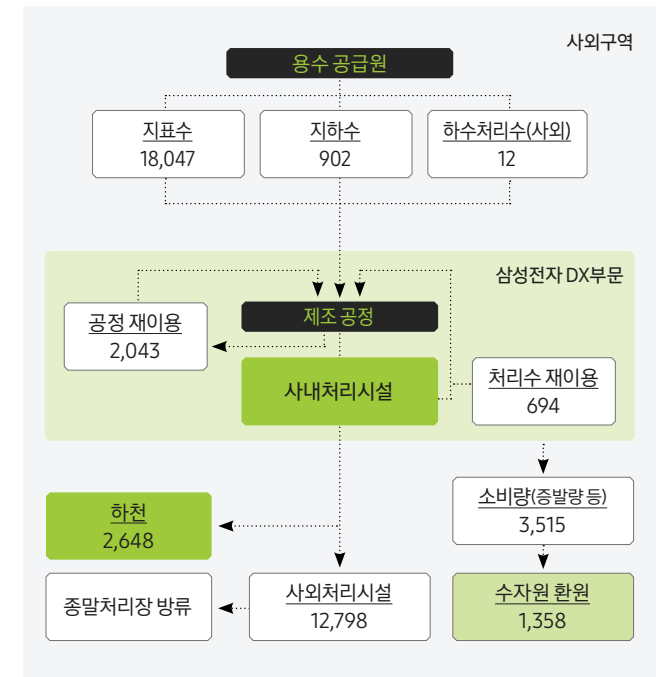 사외구역
용수 공급원
지표수
18,047
지하수
902
하수처리수(사외)
12
삼성전자 DX부문
공정 재이용
2,043
제조 공정
사내처리시설
처리수 재이용
694
소비량(증발량 등)
3,515
하천
2,648
종말처리장 방류
사외처리시설
12,798
수자원 환원
1,358